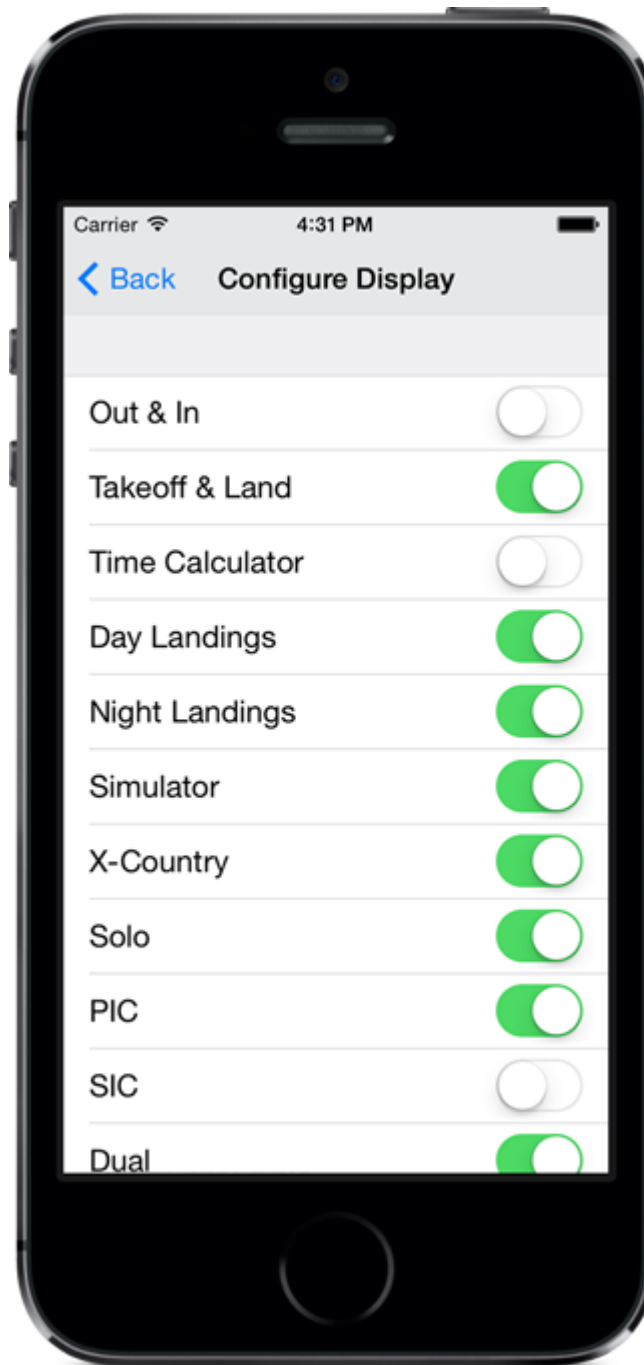 Carrier 4:31 PM
Back Configure Display
Out & In
Takeoff & Land
Time Calculator
Day Landings
Night Landings
Simulator
X-Country
Solo
PIC
SIC
Dual